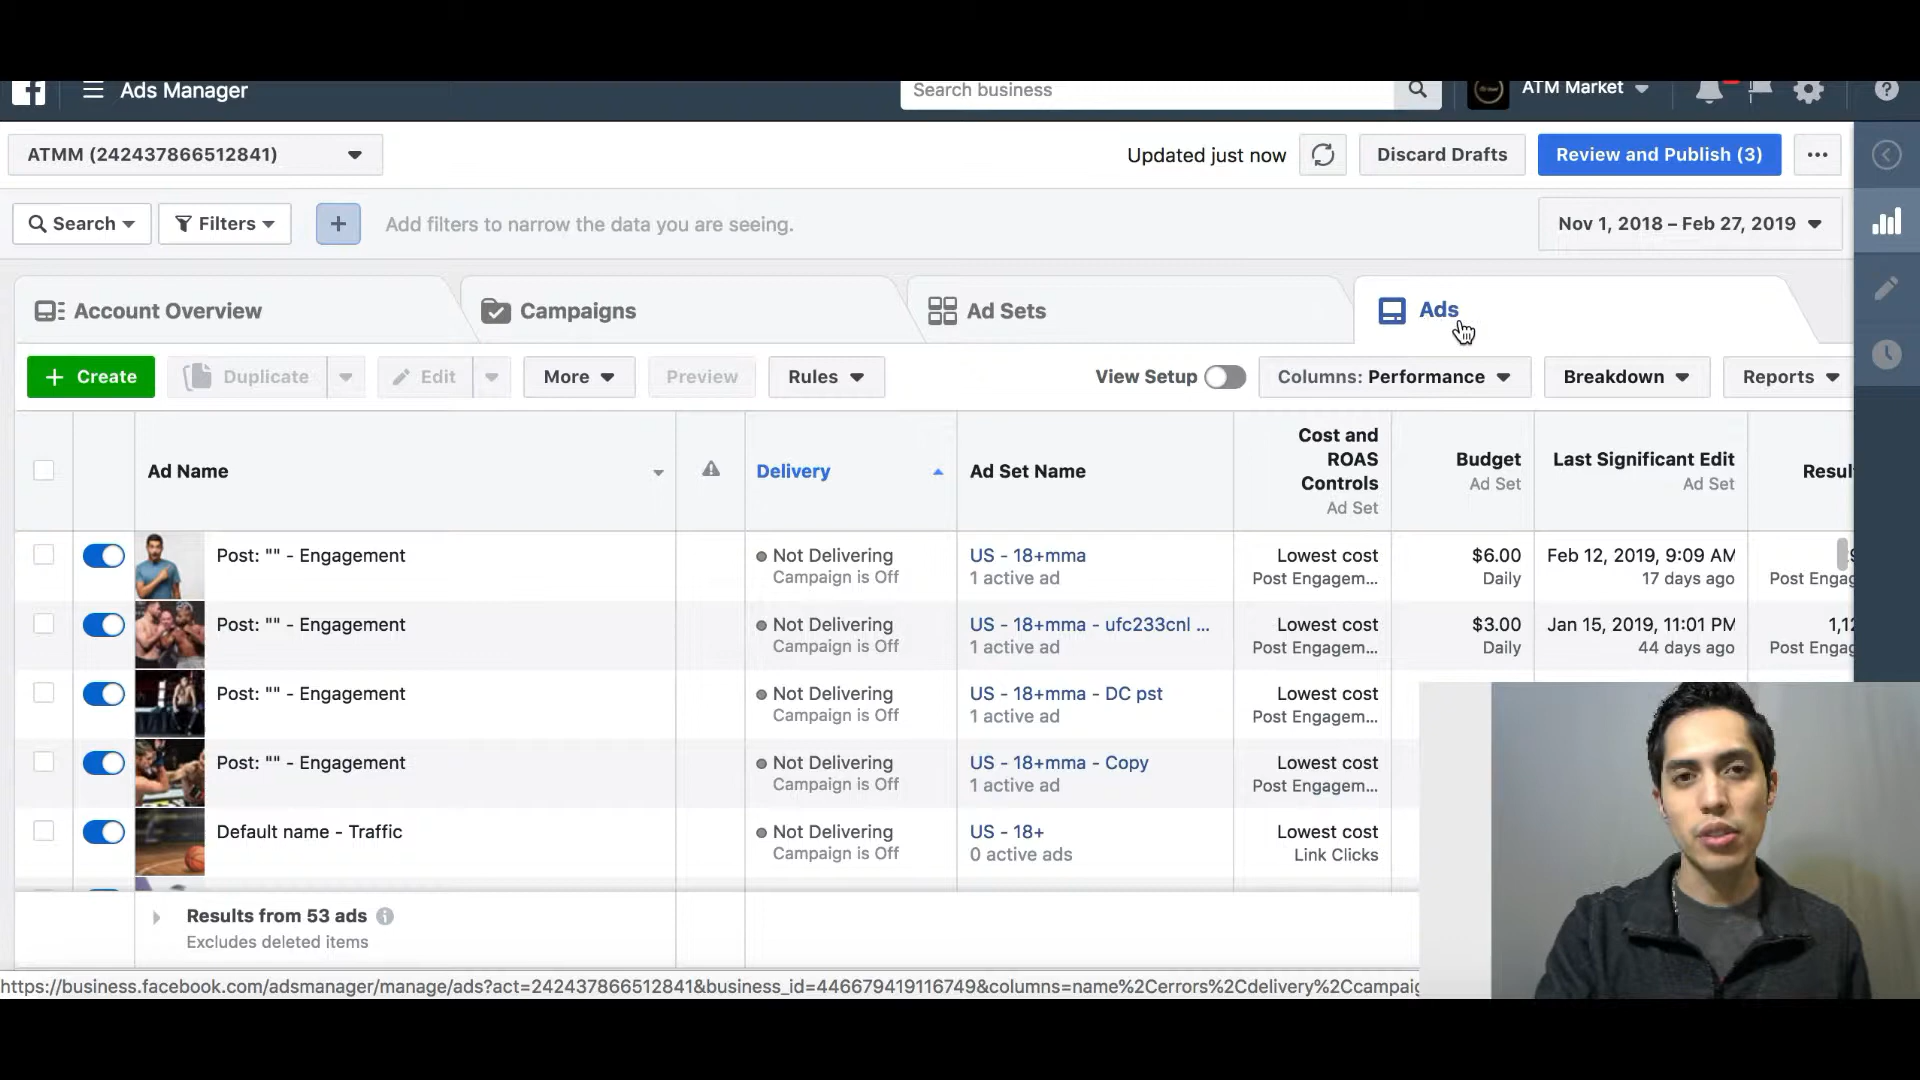 Ads Manager
Search business
ATM Market
ATMM (242437866512841)
Updated just now
Discard Drafts
Review and Publish (3)
Search
Filters
Add filters to narrow the data you are seeing.
Nov 1, 2018 – Feb 27, 2019
Account Overview
Campaigns
Ad Sets
Ads
+ Create
Duplicate
Edit
More
Preview
Rules
View Setup
Columns: Performance
Breakdown
Reports
Ad Name
Delivery
Ad Set Name
Cost and
ROAS
Controls
Ad Set
Budget
Ad Set
Last Significant Edit
Ad Set
Resul
Post: "" - Engagement
Not Delivering
Campaign is Off
US - 18+mma
1 active ad
Lowest cost
Post Engagem...
$6.00
Daily
Feb 12, 2019, 9:09 AM
17 days ago
Post Engag
Post: "" - Engagement
Not Delivering
Campaign is Off
US - 18+mma - ufc233cnl ...
1 active ad
Lowest cost
Post Engagem...
$3.00
Daily
Jan 15, 2019, 11:01 PM
44 days ago
1,12
Post Engag
Post: "" - Engagement
Not Delivering
Campaign is Off
US - 18+mma - DC pst
1 active ad
Lowest cost
Post Engagem...
Post: "" - Engagement
Not Delivering
Campaign is Off
US - 18+mma - Copy
1 active ad
Lowest cost
Post Engagem...
Default name - Traffic
Not Delivering
Campaign is Off
US - 18+
0 active ads
Lowest cost
Link Clicks
Results from 53 ads
Excludes deleted items
https://business.facebook.com/adsmanager/manage/ads?act=242437866512841&business_id=446679419116749&columns=name%2Cerrors%2Cdelivery%2Ccampaig